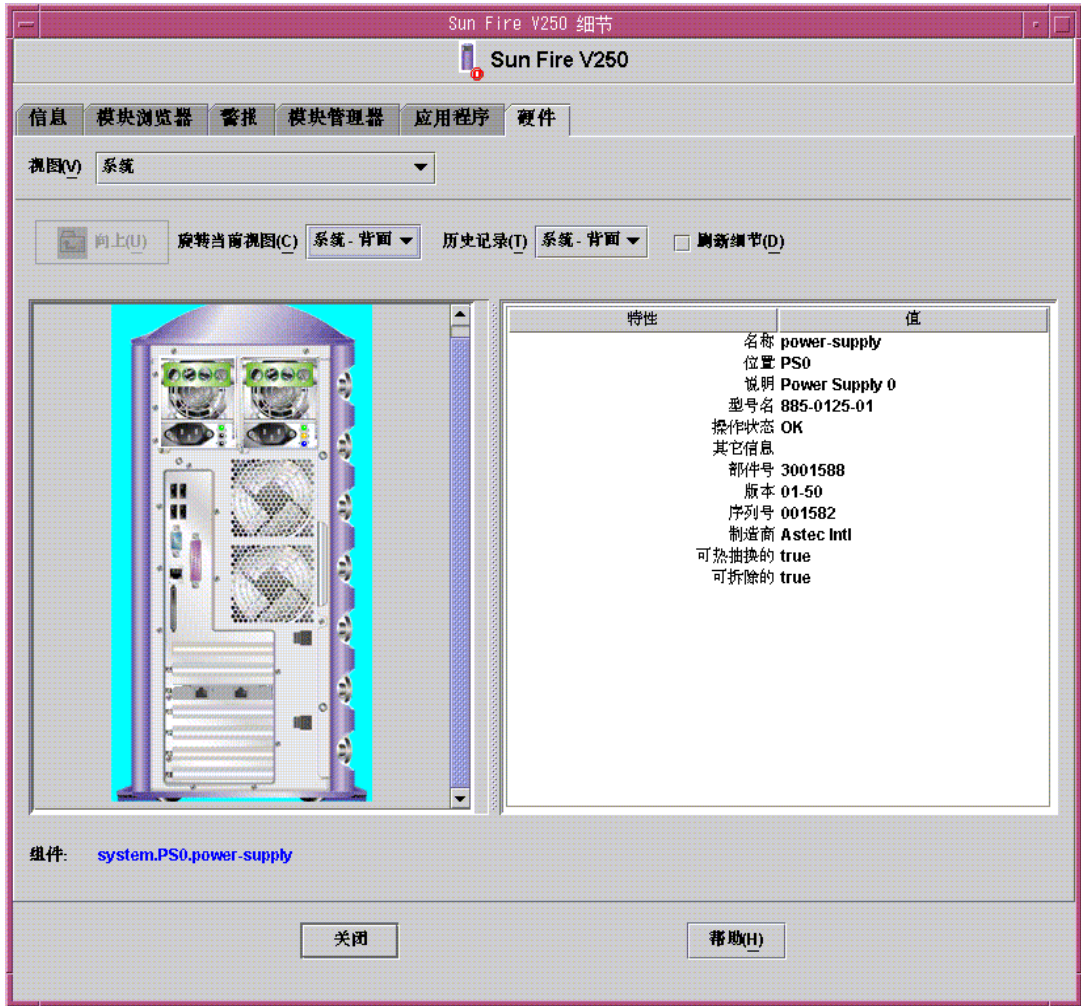 Sun Fire V250 细节
Sun Fire V250
信息 模块浏览器 警报 模块管理器 应用程序 硬件
视图(V) 系统
向上(U) 旋转当前视图(C) 系统 - 背面 历史记录(T) 系统 - 背面 刷新细节(D)
特性 值
名称 power-supply
位置 PS0
说明 Power Supply 0
型号名 885-0125-01
操作状态 OK
其它信息
部件号 3001588
版本 01-50
序列号 001582
制造商 Astec Intl
可热抽换的 true
可拆除的 true
组件: system.PS0.power-supply
关闭 帮助(H)